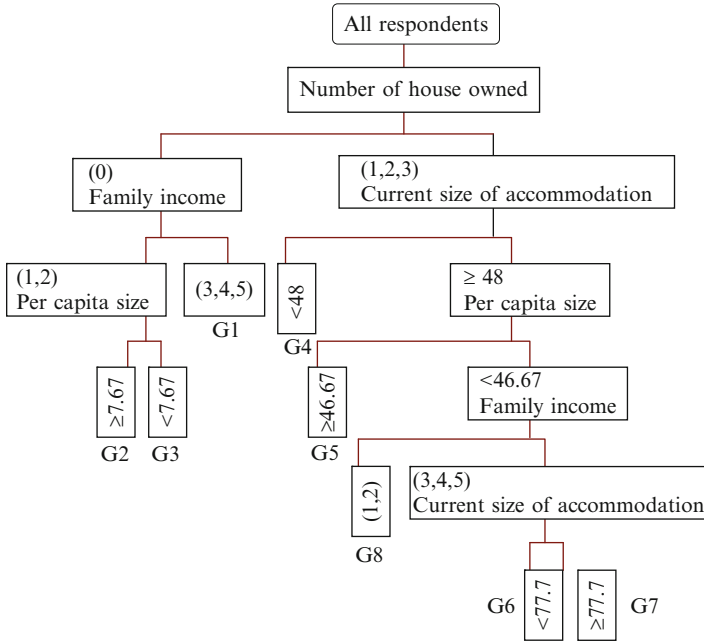 All respondents
Number of house owned
(0)
Family income
(1,2,3)
Current size of accommodation
(1,2)
Per capita size
(3,4,5)
G1
<48
G4
≥ 48
Per capita size
≥7.67
G2
<7.67
G3
≥46.67
G5
<46.67
Family income
(1,2)
G8
(3,4,5)
Current size of accommodation
G6
<77.7
≥77.7
G7